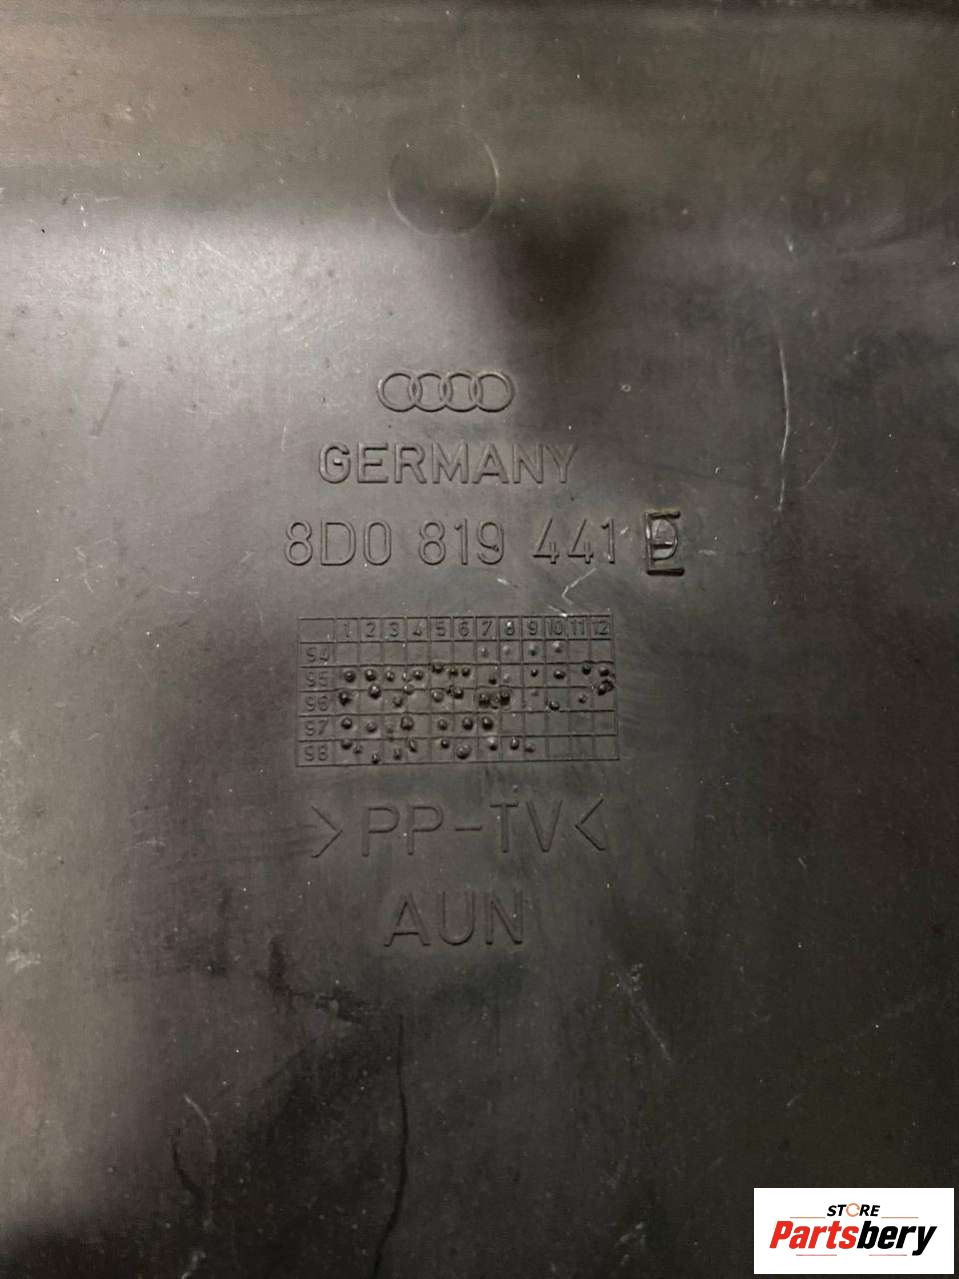 GERMANY
8D0 819 441 E
1 2 3 4 5 6 7 8 9 10 11 12
94
95
96
97
98
>PP-TV<
AUN
STORE
Partsbery